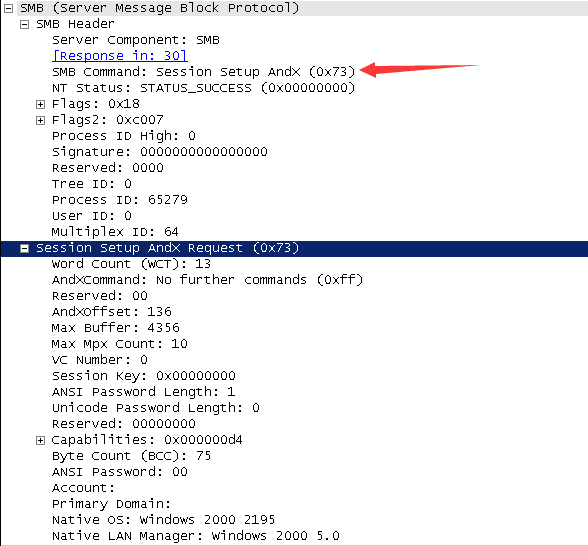 SMB (Server Message Block Protocol)
SMB Header
Server Component: SMB
[Response in: 30]
SMB Command: Session Setup AndX (0x73)
NT Status: STATUS_SUCCESS (0x00000000)
Flags: 0x18
Flags2: 0xc007
Process ID High: 0
Signature: 0000000000000000
Reserved: 0000
Tree ID: 0
Process ID: 65279
User ID: 0
Multiplex ID: 64
Session Setup AndX Request (0x73)
Word Count (WCT): 13
AndXCommand: No further commands (0xff)
Reserved: 00
AndXOffset: 136
Max Buffer: 4356
Max Mpx Count: 10
VC Number: 0
Session Key: 0x00000000
ANSI Password Length: 1
Unicode Password Length: 0
Reserved: 00000000
Capabilities: 0x000000d4
Byte Count (BCC): 75
ANSI Password: 00
Account:
Primary Domain:
Native OS: Windows 2000 2195
Native LAN Manager: Windows 2000 5.0